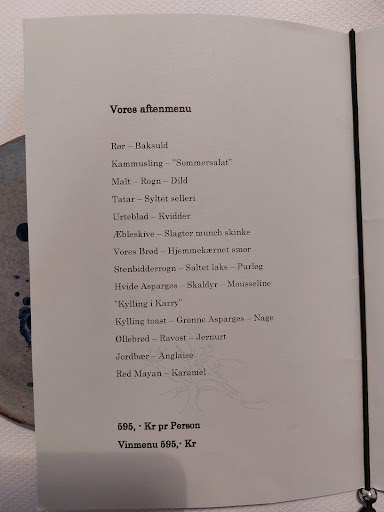 Vores aftenmenu
Rør – Baksuld
Kammusling – "Sommersalat"
Malt – Rogn – Dild
Tatar – Syltet selleri
Urteblad – Kvidder
Æbleskive – Slagter munch skinke
Vores Brød – Hjemmekærnet smør
Stenbidderrogn – Saltet laks – Purløg
Hvide Asparges – Skaldyr – Mousseline
"Kylling i Karry"
Kylling toast – Grønne Asparges – Nage
Øllebrød – Ravost – Jernurt
Jordbær – Anglaise
Red Mayan – Karamel
595, - Kr pr Person
Vinmenu 595,- Kr